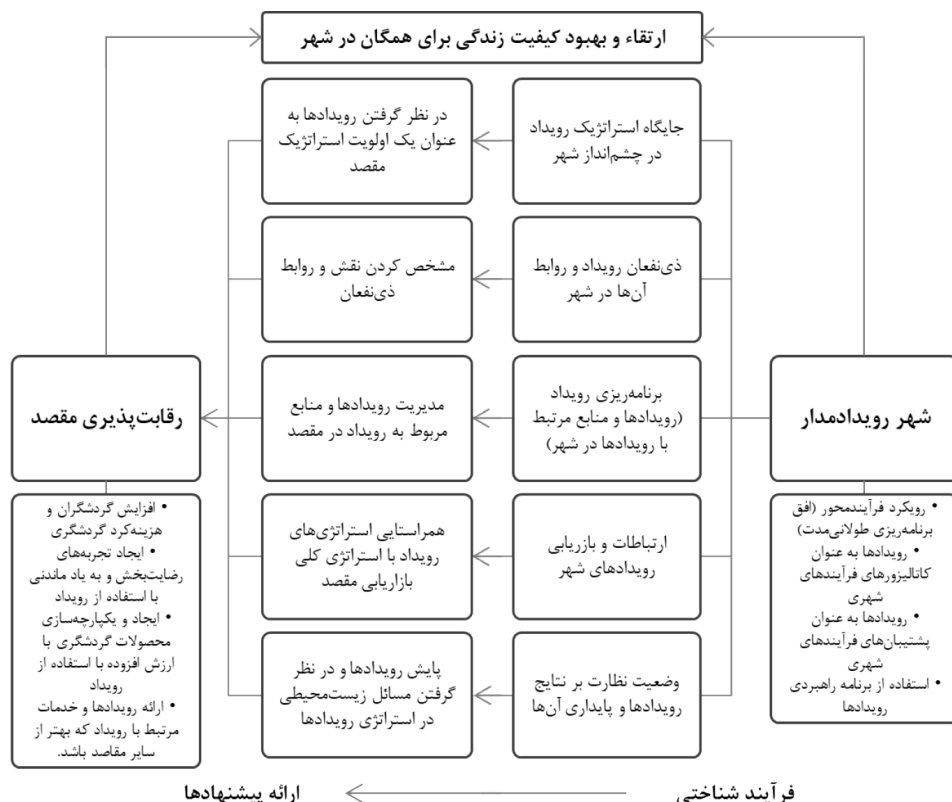 ارتقاء و بهبود کیفیت زندگی برای همگان در شهر
جایگاه استراتژیک رویداد
در چشم‌انداز شهر
در نظر گرفتن رویدادها به
عنوان یک اولویت استراتژیک
مقصد
ذی‌نفعان رویداد و روابط
آن‌ها در شهر
مشخص کردن نقش و روابط
ذی‌نفعان
شهر رویدادمدار
برنامه‌ریزی رویداد
(رویدادها و منابع مرتبط
با رویدادها در شهر)
مدیریت رویدادها و منابع
مربوط به رویداد در مقصد
رقابت‌پذیری مقصد
• رویکرد فرآیندمحور (افق
برنامه‌ریزی طولانی‌مدت)
• رویدادها به عنوان
کاتالیزورهای فرآیندهای
شهری
• رویدادها به عنوان
پشتیبان‌های فرآیندهای
شهری
• استفاده از برنامه راهبردی
رویدادها
ارتباطات و بازریابی
رویدادهای شهر
همراستایی استراتژی‌های
رویداد با استراتژی کلی
بازاریابی مقصد
وضعیت نظارت بر نتایج
رویدادها و پایداری آن‌ها
پایش رویدادها و در نظر
گرفتن مسائل زیست‌محیطی
در استراتژی رویدادها
• افزایش گردشگران و
هزینه‌کرد گردشگری
• ایجاد تجربه‌های
رضایت‌بخش و به یاد ماندنی
با استفاده از رویداد
• ایجاد و یکپارچه‌سازی
محصولات گردشگری با
ارزش افزوده با استفاده از
رویداد
• ارائه رویدادها و خدمات
مرتبط با رویداد که بهتر از
سایر مقاصد باشد.
فرآیند شناختی
ارائه پیشنهادها